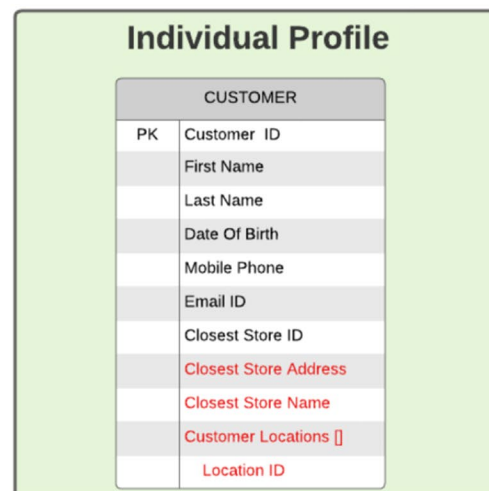 Individual Profile
CUSTOMER
PK Customer ID
First Name
Last Name
Date Of Birth
Mobile Phone
Email ID
Closest Store ID
Closest Store Address
Closest Store Name
Customer Locations []
Location ID